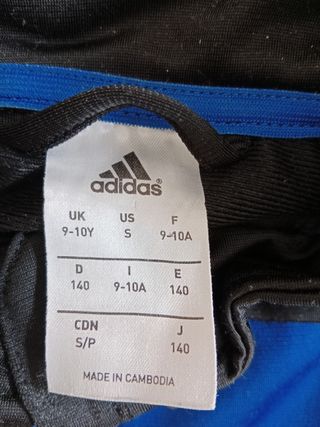 adidas®
UK US F
9-10Y S 9-10A
D I E
140 9-10A 140
CDN J
S/P 140
MADE IN CAMBODIA